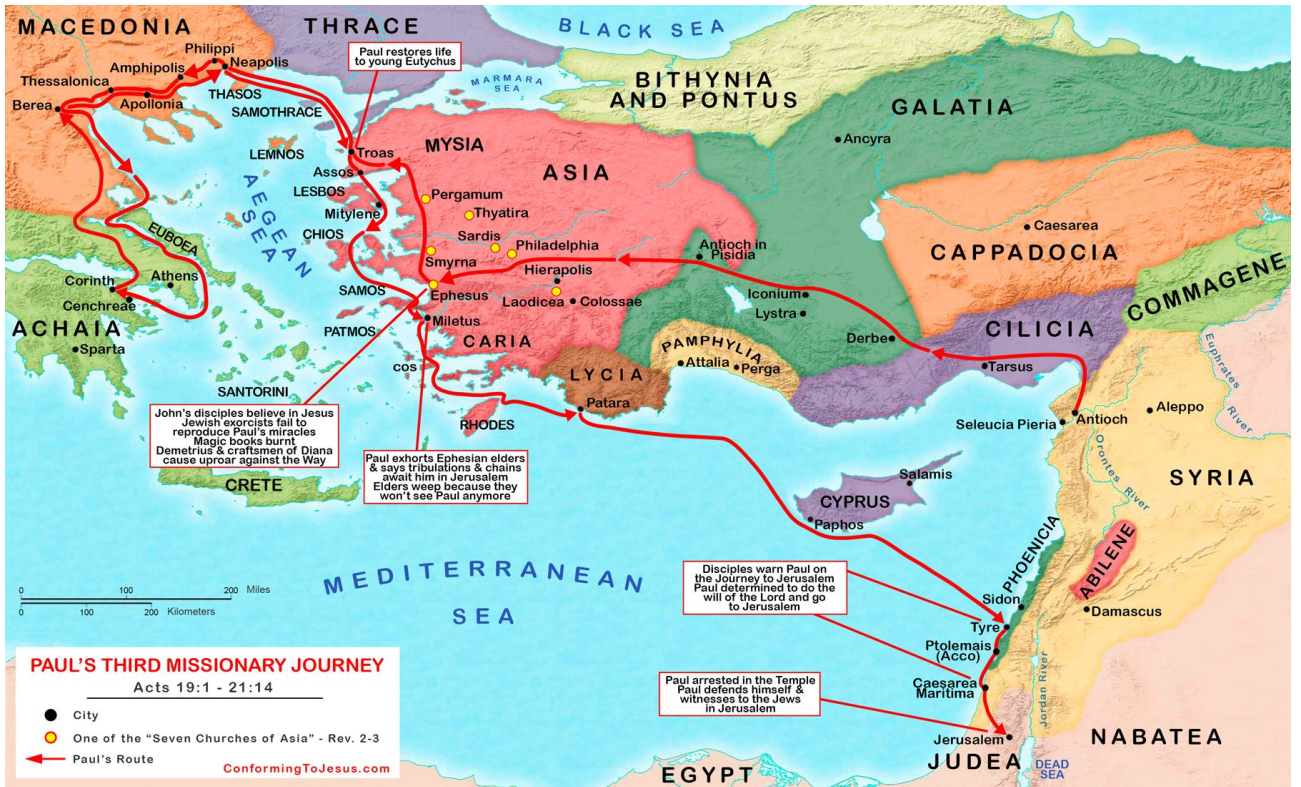 MACEDONIA
THRACE
BLACK SEA
Philippi
Neapolis
Amphipolis
Thessalonica
Berea
Apollonia
THASOS
SAMOTHRACE
Paul restores life
to young Eutychus
MARMARA
SEA
BITHYNIA
AND PONTUS
GALATIA
Ancyra
LEMNOS
Troas
MYSIA
ASIA
Assos
LESBOS
Mitylene
Pergamum
Thyatira
AEGEAN
SEA
CHIOS
EUBOEA
Sardis
Philadelphia
Smyrna
Antioch in
Pisidia
CAPPADOCIA
Caesarea
COMMAGENE
Corinth
Athens
Cenchreae
ACHAIA
Sparta
SAMOS
Ephesus
Hierapolis
Laodicea
Colossae
Iconium
Lystra
Derbe
CILICIA
Tarsus
Euphrates
River
PATMOS
Miletus
CARIA
PAMPHYLIA
Attalia
Perga
COS
LYCIA
Patara
SANTORINI
RHODES
Seleucia Pieria
Antioch
Aleppo
Orontes River
SYRIA
John's disciples believe in Jesus
Jewish exorcists fail to
reproduce Paul's miracles
Magic books burnt
Demetrius & craftsmen of Diana
cause uproar against the Way
Paul exhorts Ephesian elders
& says tribulations & chains
await him in Jerusalem
Elders weep because they
won't see Paul anymore
CRETE
Salamis
CYPRUS
Paphos
MEDITERRANEAN
SEA
PHOENICIA
ABILENE
Disciples warn Paul on
the Journey to Jerusalem
Paul determined to do the
will of the Lord and go
to Jerusalem
Sidon
Damascus
Tyre
Ptolemais
(Acco)
Caesarea
Maritima
Jordan River
Paul arrested in the Temple
Paul defends himself &
witnesses to the Jews
in Jerusalem
Jerusalem
JUDEA
DEAD
SEA
NABATEA
EGYPT
0 100 200 Miles
0 100 200 Kilometers
PAUL'S THIRD MISSIONARY JOURNEY
Acts 19:1 - 21:14
City
One of the "Seven Churches of Asia" - Rev. 2-3
Paul's Route
ConformingToJesus.com